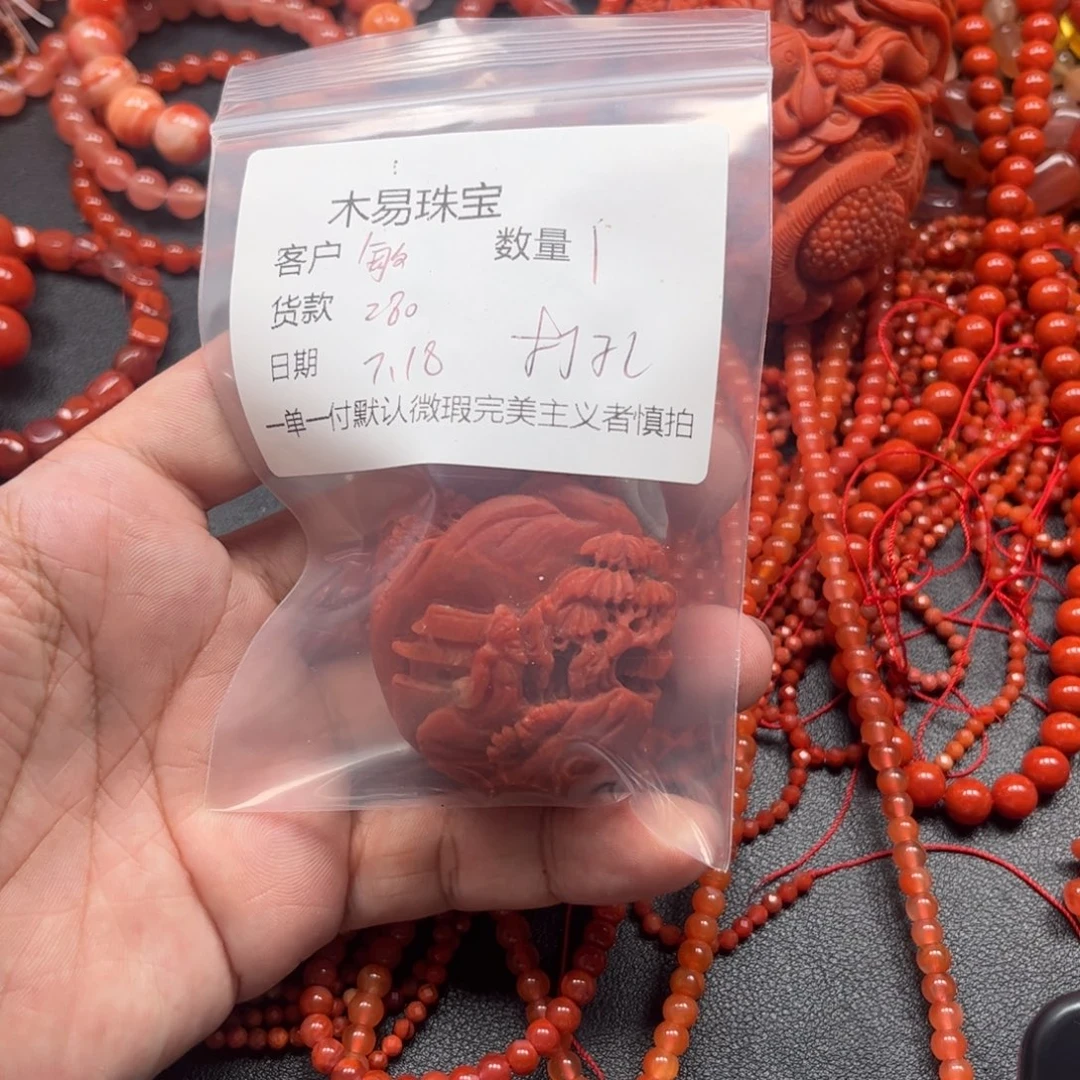 木易珠宝
客户 敏 数量 1
货款 280
日期 7.18 打孔
一单一付默认微瑕完美主义者慎拍